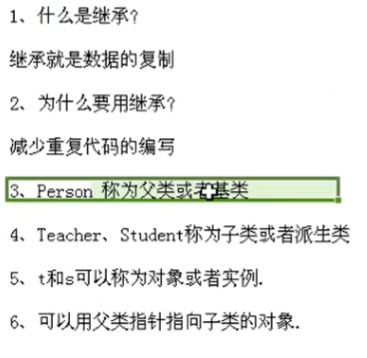 1、什么是继承?
继承就是数据的复制
2、为什么要用继承?
减少重复代码的编写
3、Person 称为父类或者基类
4、Teacher、Student称为子类或者派生类
5、t和s可以称为对象或者实例.
6、可以用父类指针指向子类的对象.